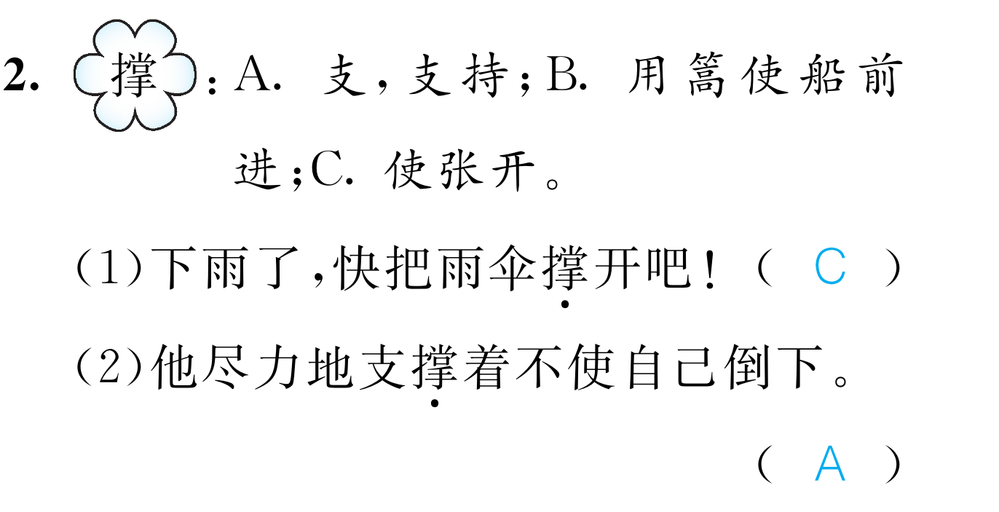 2. 撑:A. 支,支持;B. 用篙使船前
进;C. 使张开。
(1)下雨了,快把雨伞撑开吧!( C )
(2)他尽力地支撑着不使自己倒下。
( A )